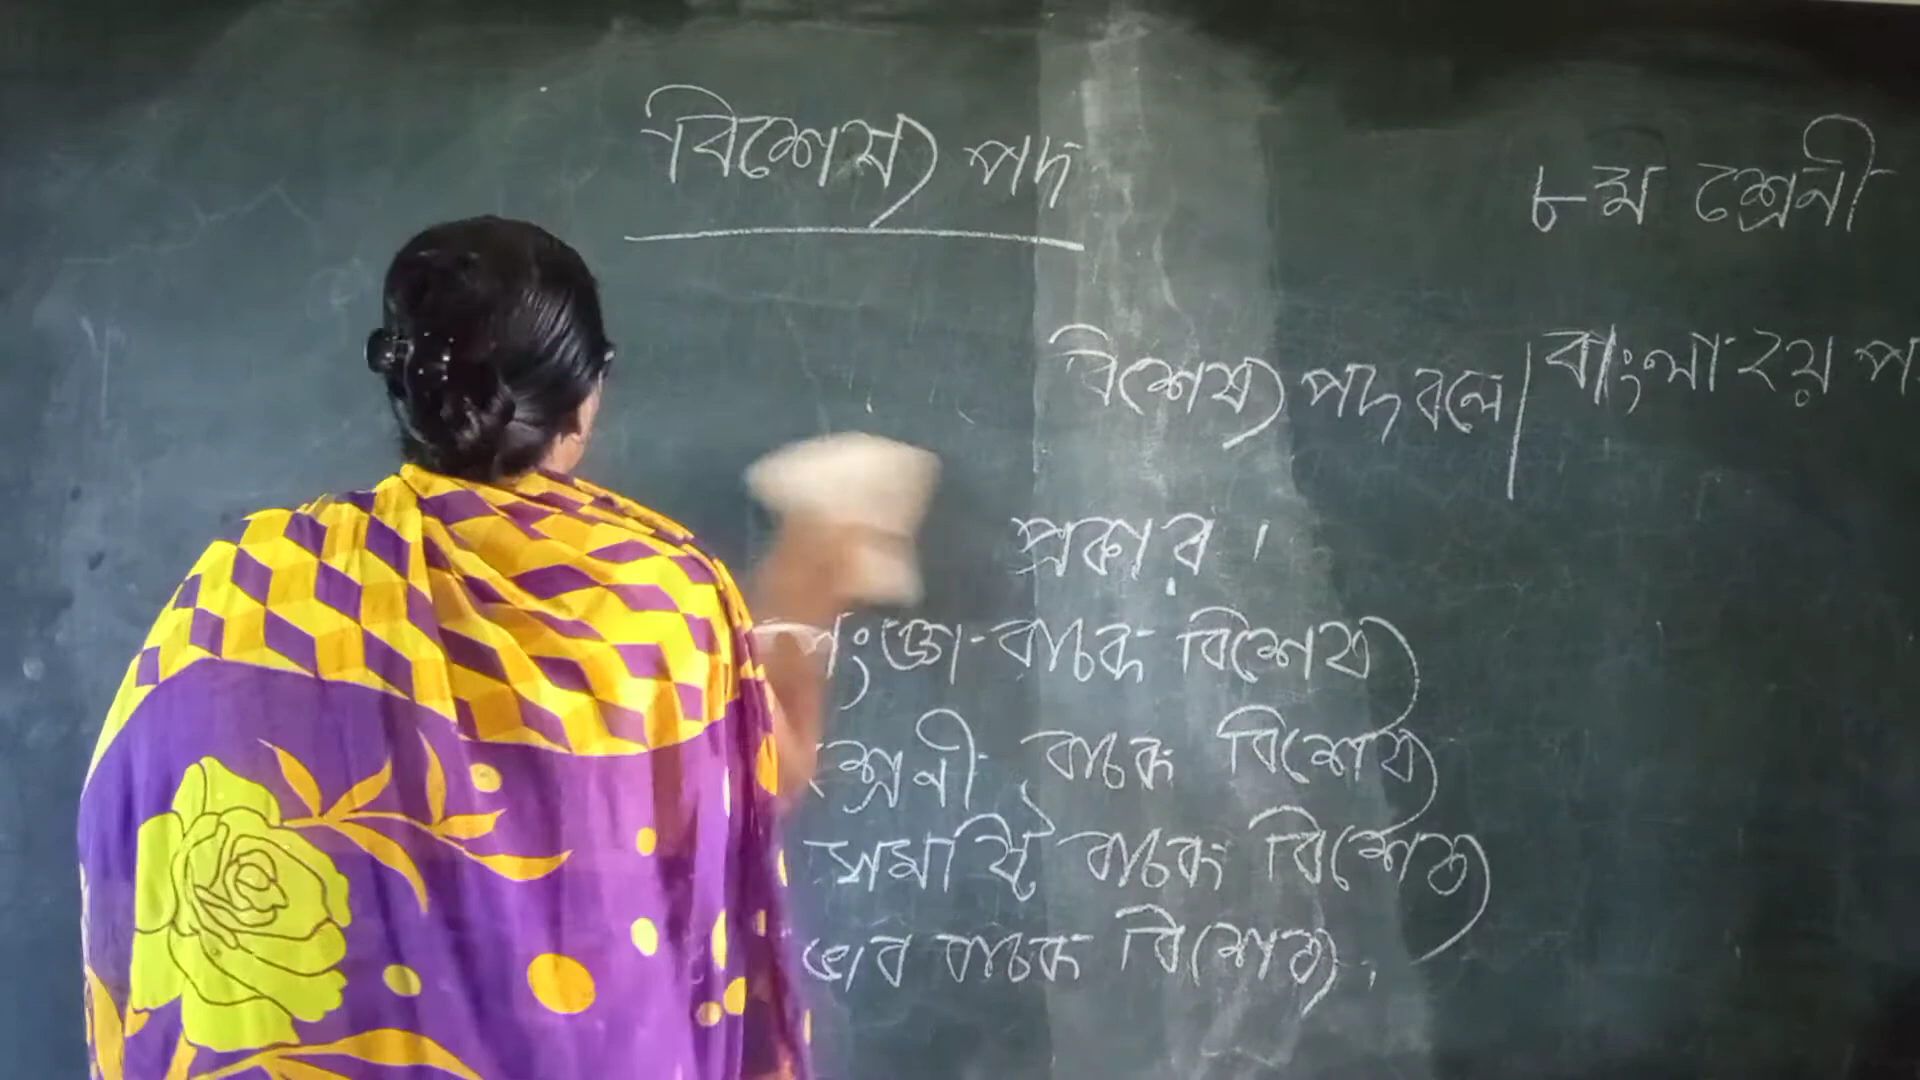 বিশেষ্য পদ
৮ম শ্রেনী
বিশেষ্য পদ বলে
বাংলা ২য়
প্রকার ।
সংজ্ঞা-বাচক বিশেষ্য
শ্রেনী বাচক বিশেষ্য
সমষ্টি বাচক বিশেষ্য
ভাব বাচক বিশেষ্য ।